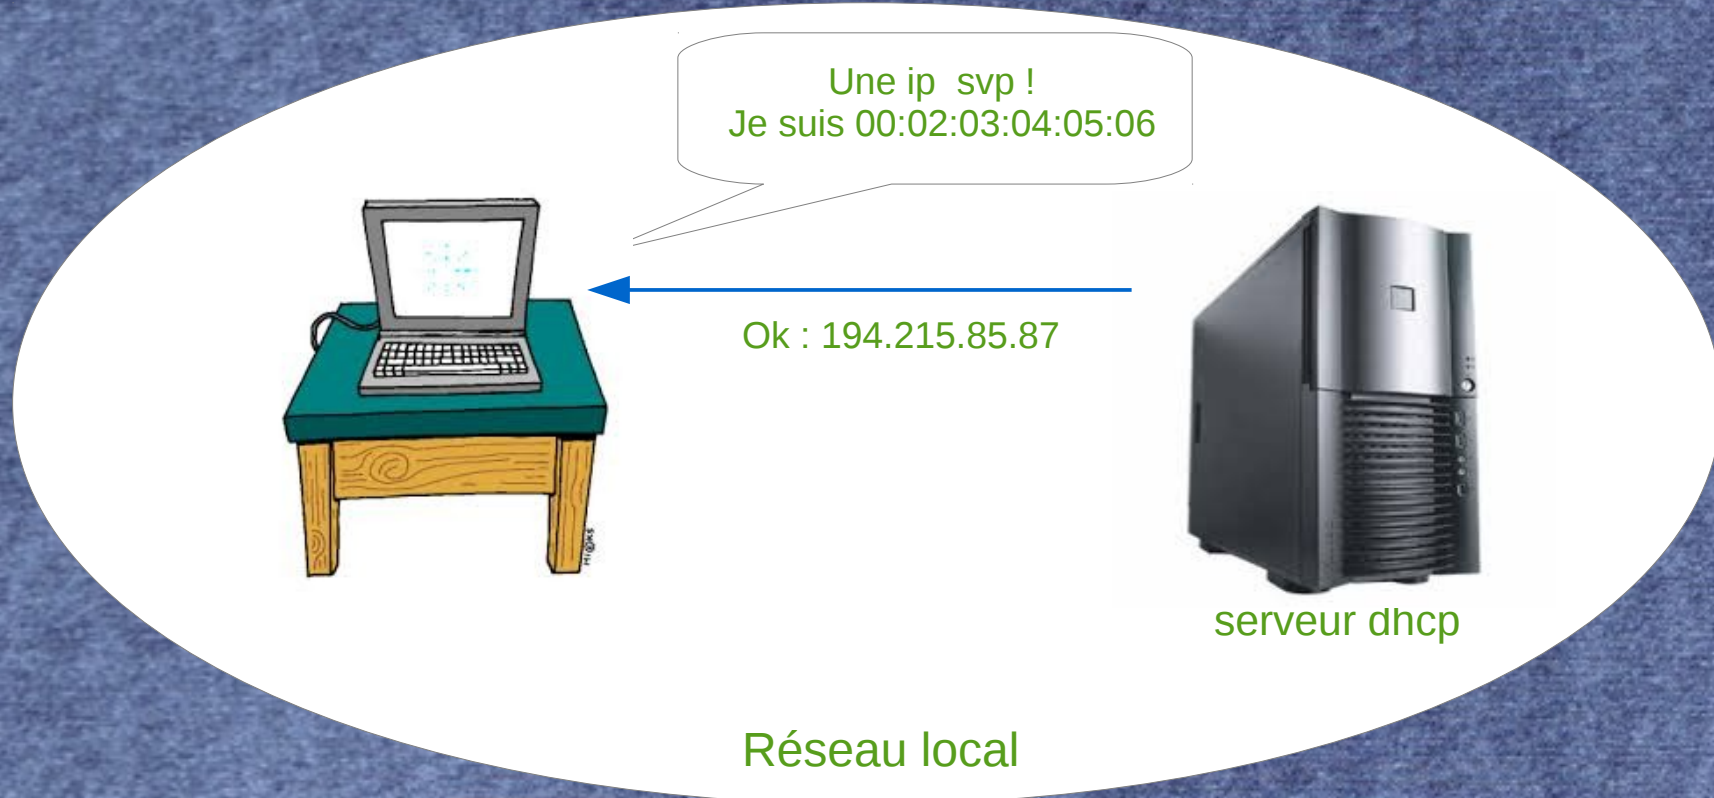 Une ip svp !
Je suis 00:02:03:04:05:06
Ok : 194.215.85.87
serveur dhcp
Réseau local